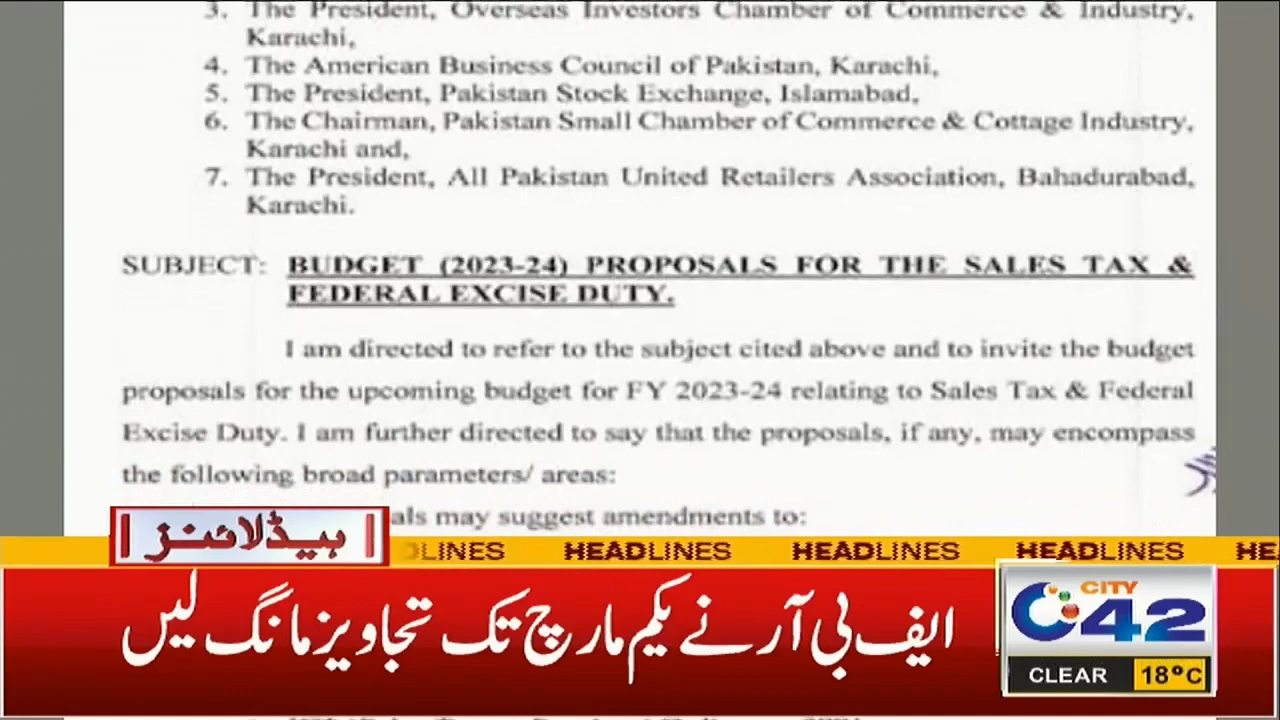 3. The President, Overseas Investors Chamber of Commerce & Industry,
Karachi,
4. The American Business Council of Pakistan, Karachi,
5. The President, Pakistan Stock Exchange, Islamabad,
6. The Chairman, Pakistan Small Chamber of Commerce & Cottage Industry,
Karachi and,
7. The President, All Pakistan United Retailers Association, Bahadurabad,
Karachi.
SUBJECT: BUDGET (2023-24) PROPOSALS FOR THE SALES TAX &
FEDERAL EXCISE DUTY.
I am directed to refer to the subject cited above and to invite the budget
proposals for the upcoming budget for FY 2023-24 relating to Sales Tax & Federal
Excise Duty. I am further directed to say that the proposals, if any, may encompass
the following broad parameters/ areas:
als may suggest amendments to:
ہیڈلائنز
LINES HEADLINES HEADLINES HEADLINES HE
ایف بی آر نے یکم مارچ تک تجاویز مانگ لیں
CITY
42
CLEAR 18°C